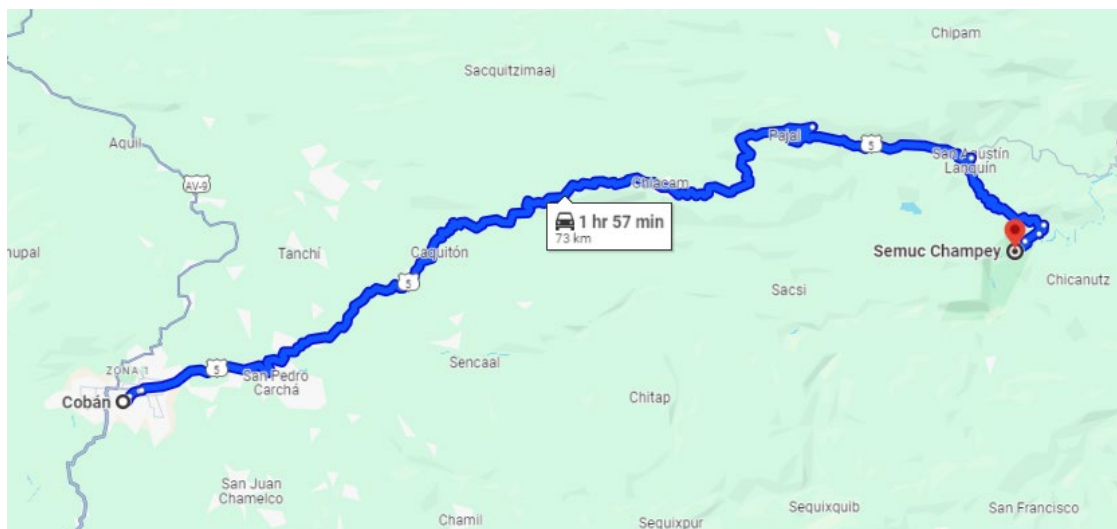 Chipam
Sacquitzimaaj
Aquil
Pajal
5
San Agustín
Lanquín
AV-9
Chiacam
1 hr 57 min
73 km
nupal
Tanchí
Caquitón
Semuc Champey
5
Sacsi
Chicanutz
ZONA 1
5
San Pedro
Carchá
Sencaal
Cobán
Chitap
San Juan
Chamelco
Chamil
Sequixpur
Sequixquib
San Francisco